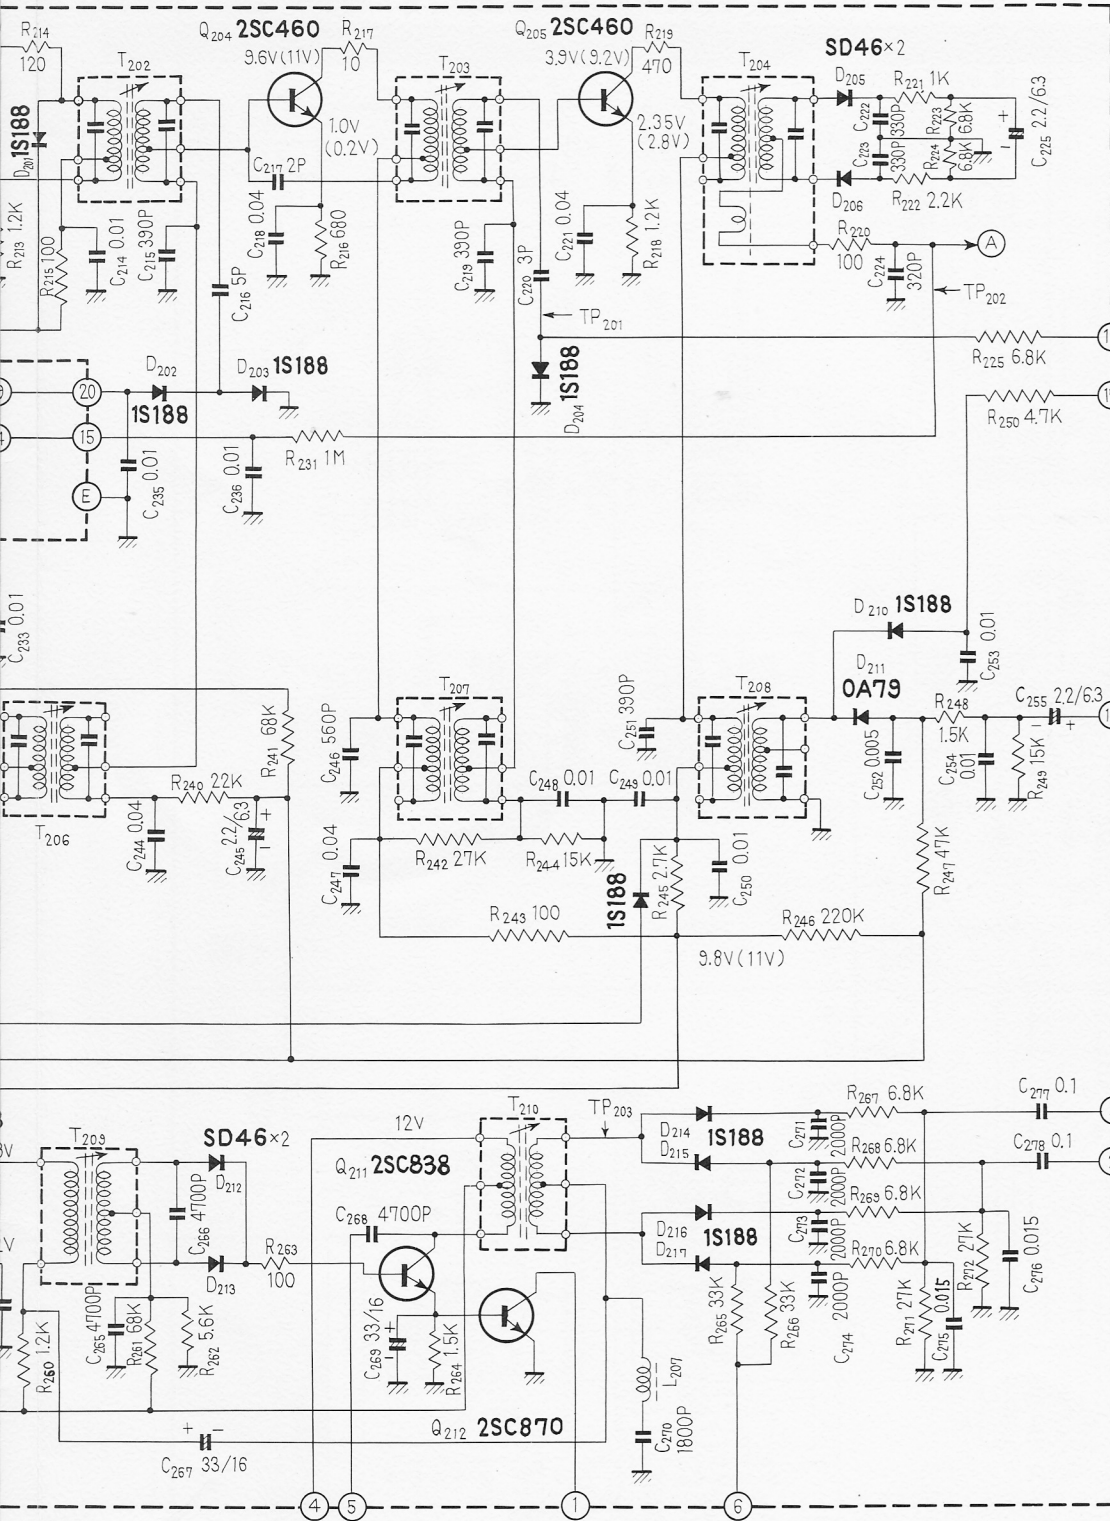 R214
120
T202
Q204 2SC460
9.6V(11V)
R217
10
T203
Q205 2SC460
3.9V(9.2V)
R219
470
T204
SD46×2
D205
R221 1K
C222
330P
R223
6.8K
C225 2.2/6.3
+
-
C223
330P
R224
6.8K
D206
R222 2.2K
D201 1S188
1.0V
(0.2V)
2.35V
(2.8V)
C217 2P
R213 1.2K
R215 100
C214 0.01
C215 390P
C218 0.04
R216 680
C219 390P
C220 3P
C221 0.04
R218 1.2K
R220
100
C224
320P
A
C216 5P
TP201
TP202
D202
1S188
D203 1S188
D204 1S188
R225 6.8K
R250 4.7K
20
15
E
R231 1M
C235 0.01
C236 0.01
C233 0.01
D210 1S188
C253 0.01
D211
OA79
T207
T208
C246 560P
C251 390P
R248
1.5K
C255 2.2/6.3
-
+
R241 68K
C252 0.005
C254
0.01
R249 15K
T206
R240 22K
C244 0.04
C245 2.2/6.3
+
-
C248 0.01
C249 0.01
C247 0.04
R242 27K
R244 15K
1S188
R245 2.7K
C250 0.01
R247 47K
R243 100
R246 220K
9.8V(11V)
T209
SD46×2
D212
C266 4700P
D213
R263
100
12V
T210
TP203
Q211 2SC838
C268 4700P
D214
D215
1S188
D216
D217
1S188
C271
2000P
C272
2000P
C273
2000P
C274
2000P
R267 6.8K
R268 6.8K
R269 6.8K
R270 6.8K
C277 0.1
C278 0.1
R272 27K
C276 0.015
R271 27K
C275 0.015
R265 33K
R266 33K
R260 1.2K
C265 4700P
R261 68K
R262 5.6K
C269 33/16
+
-
R264 1.5K
L207
C270
1800P
Q212 2SC870
+ -
C267 33/16
4
5
1
6